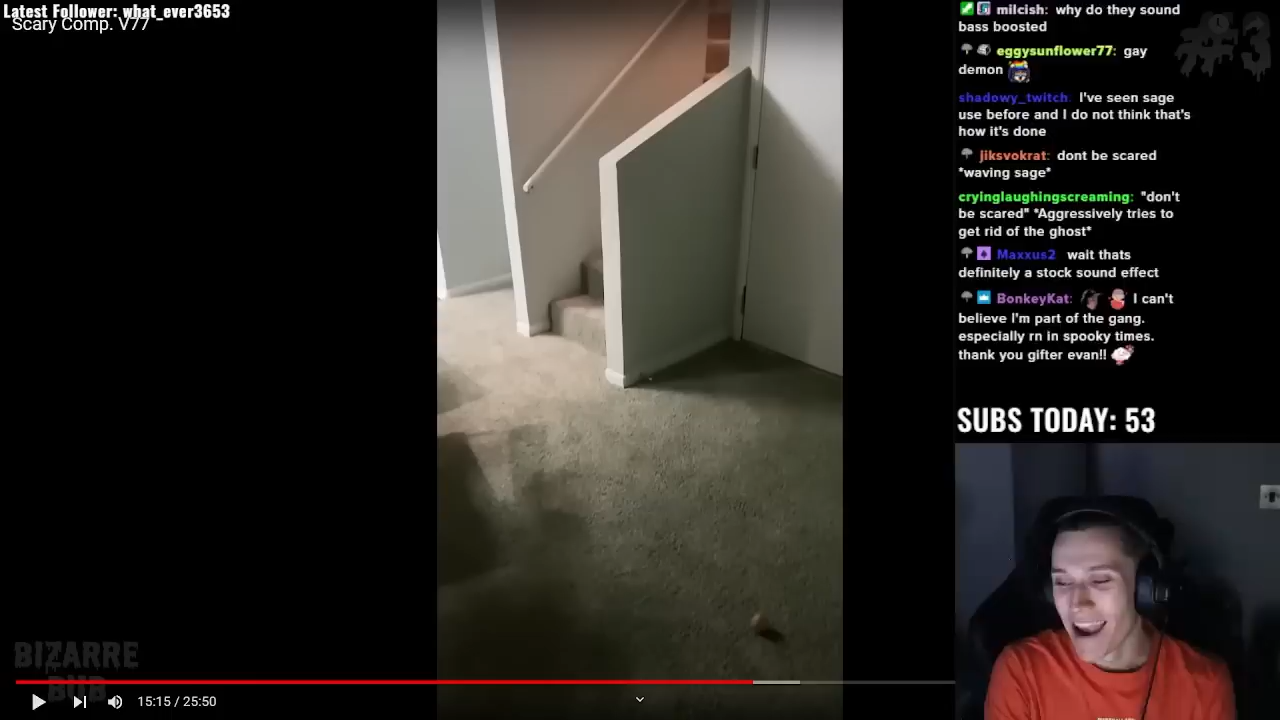 Latest Follower: what_ever3653
Scary Comp. V77
#3
milcish: why do they sound
bass boosted
eggysunflower77: gay
demon
shadowy_twitch: I've seen sage
use before and I do not think that's
how it's done
jiksvokrat: dont be scared
*waving sage*
cryinglaughingscreaming: "don't
be scared" *Aggressively tries to
get rid of the ghost*
Maxxus2 wait thats
definitely a stock sound effect
BonkeyKat: I can't
believe I'm part of the gang.
especially rn in spooky times.
thank you gifter evan!!
SUBS TODAY: 53
BIZARRE
BUB
15:15 / 25:50